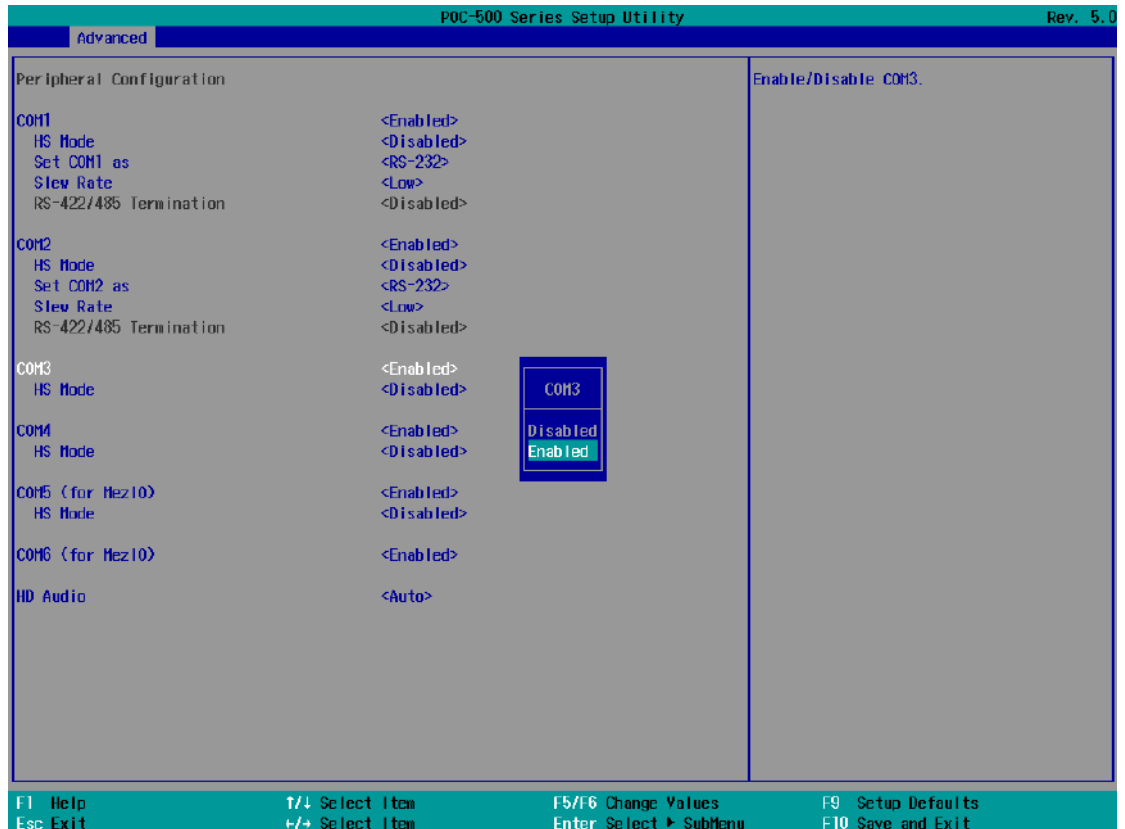 POC-500 Series Setup Utility Rev. 5.0
Advanced
Peripheral Configuration
Enable/Disable COM3.
COM1 <Enabled>
HS Mode <Disabled>
Set COM1 as <RS-232>
Slew Rate <Low>
RS-422/485 Termination <Disabled>
COM2 <Enabled>
HS Mode <Disabled>
Set COM2 as <RS-232>
Slew Rate <Low>
RS-422/485 Termination <Disabled>
COM3 <Enabled>
HS Mode <Disabled>
COM4 <Enabled>
HS Mode <Disabled>
COM5 (for MezIO) <Enabled>
HS Mode <Disabled>
COM6 (for MezIO) <Enabled>
HD Audio <Auto>
COM3
Disabled
Enabled
F1 Help ↑/↓ Select Item F5/F6 Change Values F9 Setup Defaults
Esc Exit ←/→ Select Item Enter Select ▶ SubMenu F10 Save and Exit